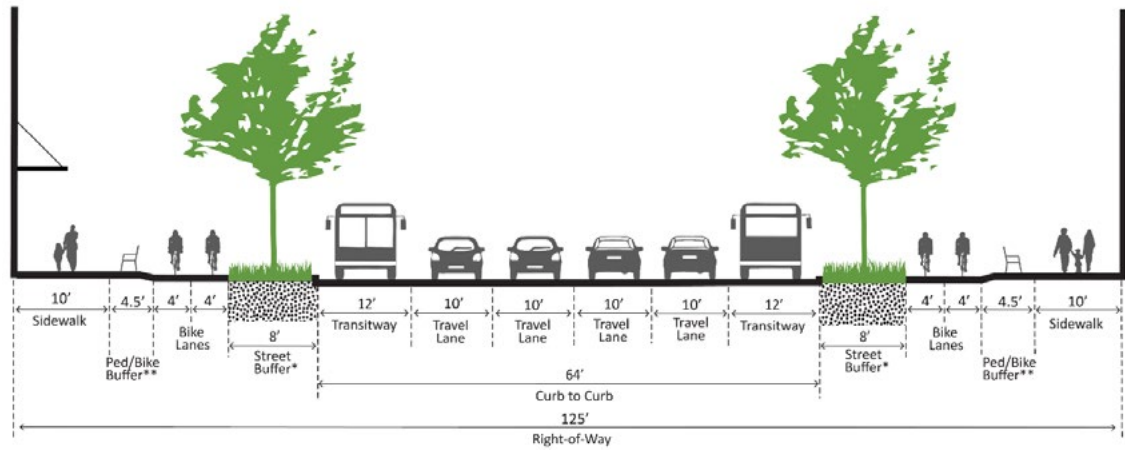 10' 4.5' 4' 4' 12' 10' 10' 10' 10' 12' 4' 4' 4.5' 10'
Sidewalk Bike Lanes 8' Transitway Travel Lane Travel Lane Travel Lane Travel Lane Transitway 8' Bike Lanes Sidewalk
Ped/Bike Buffer** Street Buffer* Street Buffer* Ped/Bike Buffer**
64'
Curb to Curb
125'
Right-of-Way